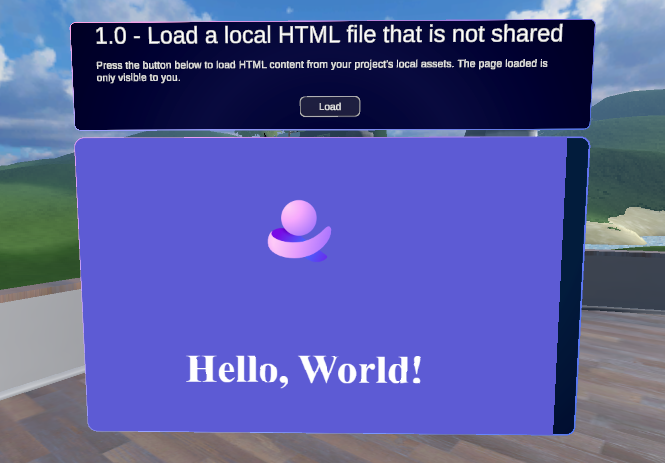 1.0 - Load a local HTML file that is not shared
Press the button below to load HTML content from your project's local assets. The page loaded is
only visible to you.
Load
Hello, World!